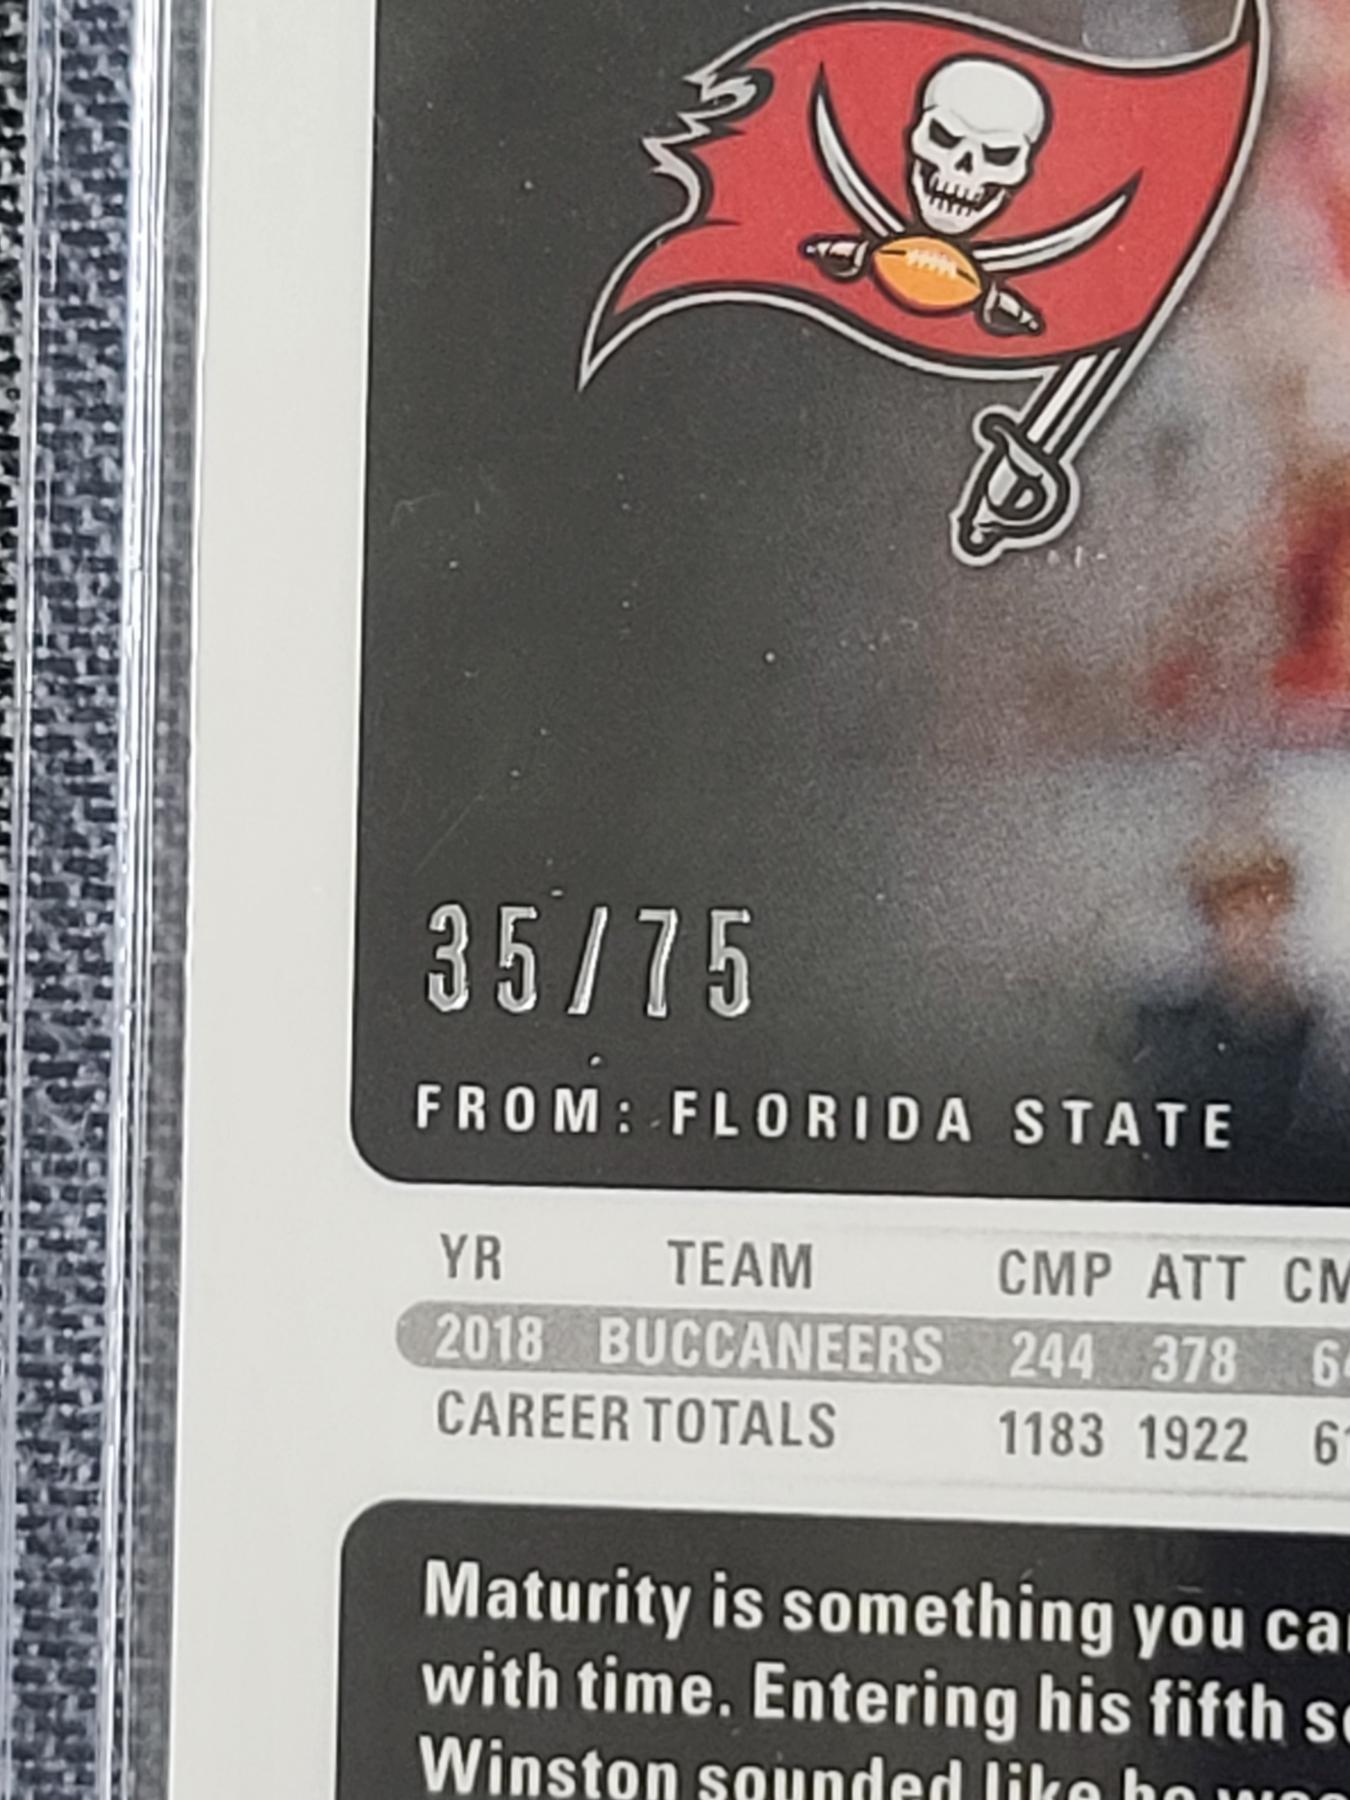 35/75
FROM: FLORIDA STATE
YR TEAM CMP ATT
2018 BUCCANEERS 244 378
CAREER TOTALS 1183 1922
Maturity is something you
with time. Entering his fifth
Winston sounded like he